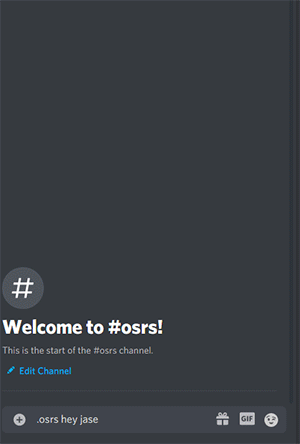 #
Welcome to #osrs!
This is the start of the #osrs channel.
Edit Channel
.osrs hey jase
GIF